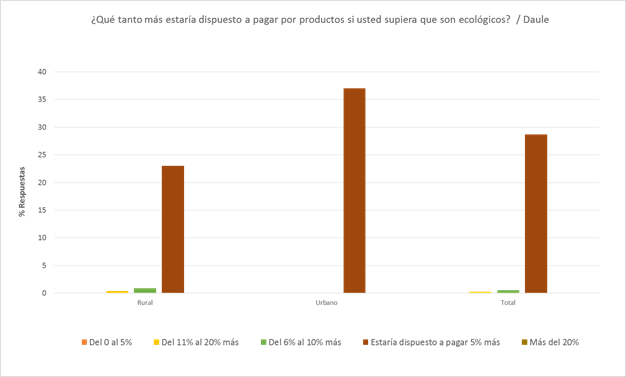 ¿Qué tanto más estaría dispuesto a pagar por productos si usted supiera que son ecológicos?  / Daule
40
35
30
25
20
15
10
5
0
% Respuestas
Rural
Urbano
Total
Del 0 al 5%
Del 11% al 20% más
Del 6% al 10% más
Estaría dispuesto a pagar 5% más
Más del 20%